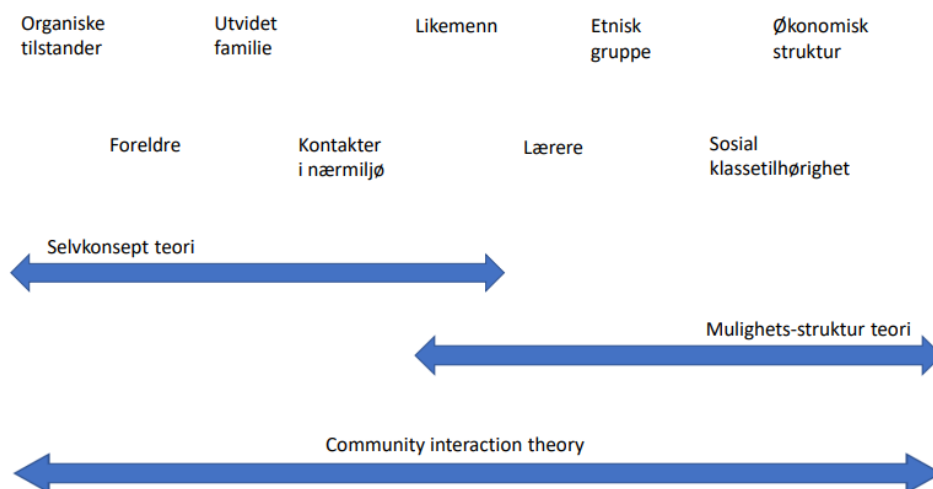 Organiske
tilstander
Utvidet
familie
Likemenn
Etnisk
gruppe
Økonomisk
struktur
Foreldre
Kontakter
i nærmiljø
Lærere
Sosial
klassetilhørighet
Selvkonsept teori
Mulighets-struktur teori
Community interaction theory